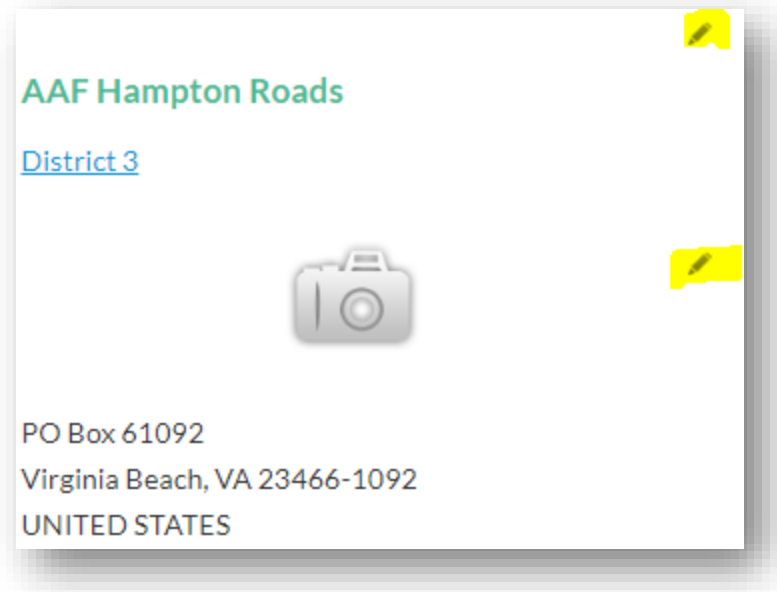 AAF Hampton Roads
District 3
PO Box 61092
Virginia Beach, VA 23466-1092
UNITED STATES